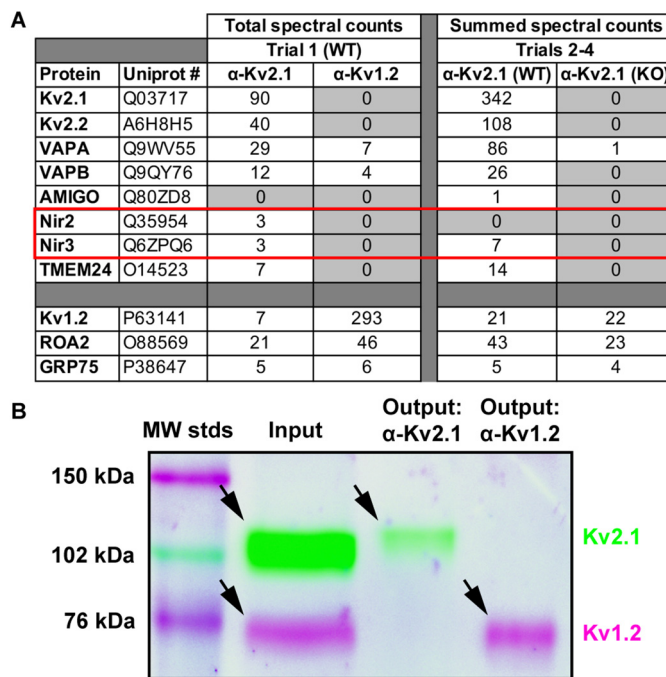 A
Total spectral counts Summed spectral counts
Trial 1 (WT) Trials 2-4
Protein Uniprot # α-Kv2.1 α-Kv1.2 α-Kv2.1 (WT) α-Kv2.1 (KO)
Kv2.1 Q03717 90 0 342 0
Kv2.2 A6H8H5 40 0 108 0
VAPA Q9WV55 29 7 86 1
VAPB Q9QY76 12 4 26 0
AMIGO Q80ZD8 0 0 1 0
Nir2 Q35954 3 0 0 0
Nir3 Q6ZPQ6 3 0 7 0
TMEM24 O14523 7 0 14 0
Kv1.2 P63141 7 293 21 22
ROA2 O88569 21 46 43 23
GRP75 P38647 5 6 5 4
B
MW stds Input Output: α-Kv2.1 Output: α-Kv1.2
150 kDa
102 kDa Kv2.1
76 kDa Kv1.2